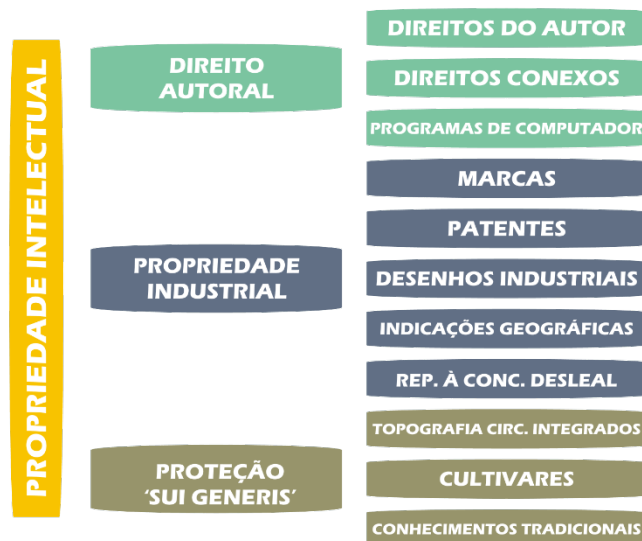 PROPRIEDADE INTELECTUAL
DIREITO
AUTORAL
DIREITOS DO AUTOR
DIREITOS CONEXOS
PROGRAMAS DE COMPUTADOR
PROPRIEDADE
INDUSTRIAL
MARCAS
PATENTES
DESENHOS INDUSTRIAIS
INDICAÇÕES GEOGRÁFICAS
REP. À CONC. DESLEAL
PROTEÇÃO
'SUI GENERIS'
TOPOGRAFIA CIRC. INTEGRADOS
CULTIVARES
CONHECIMENTOS TRADICIONAIS